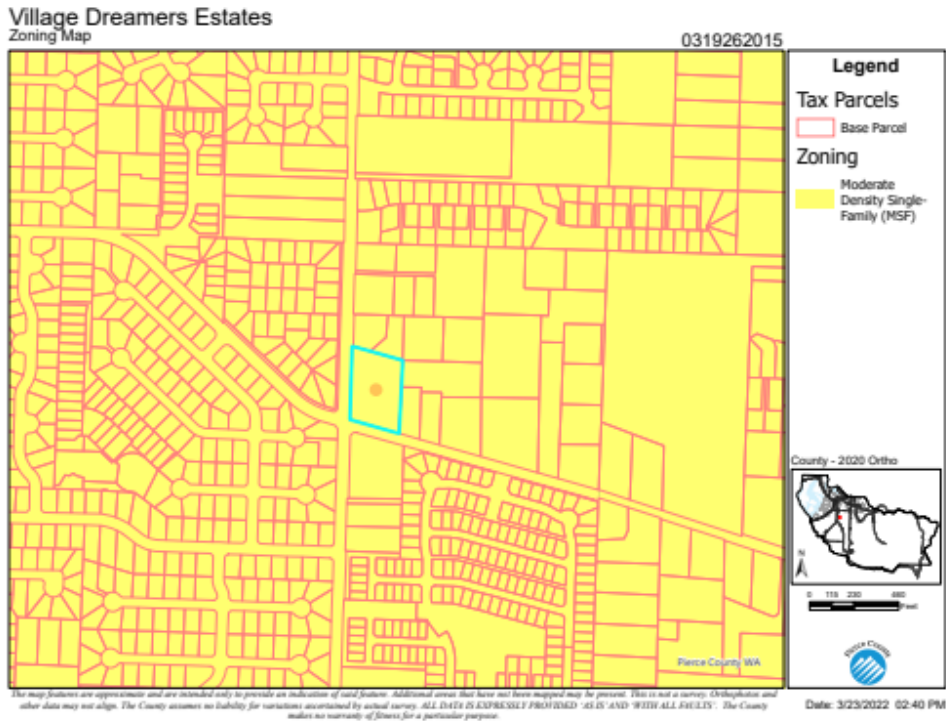 Village Dreamers Estates
Zoning Map
0319262015
Legend
Tax Parcels
Base Parcel
Zoning
Moderate
Density Single-
Family (MSF)
County - 2020 Ortho
N
0 115 230 460
Feet
Pierce County
Pierce County WA
The map features are approximate and are intended only to provide an indication of said feature. Additional areas that have not been mapped may be present. This is not a survey. Orthophotos and
other data may not align. The County assumes no liability for variations ascertained by actual survey. ALL DATA IS EXPRESSLY PROVIDED 'AS IS' AND 'WITH ALL FAULTS'. The County
makes no warranty of fitness for a particular purpose.
Date: 3/23/2022 02:40 PM